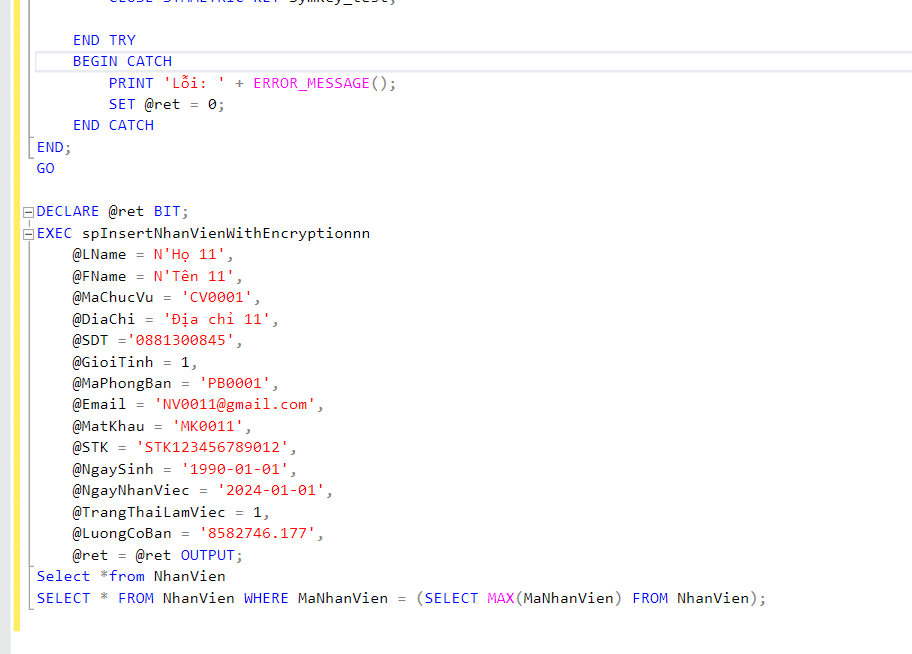 CLOSE SYMMETRIC KEY SymKey_test;
END TRY
BEGIN CATCH
PRINT 'Lỗi: ' + ERROR_MESSAGE();
SET @ret = 0;
END CATCH
END;
GO
DECLARE @ret BIT;
EXEC spInsertNhanVienWithEncryptionnn
@LName = N'Họ 11',
@FName = N'Tên 11',
@MaChucVu = 'CV0001',
@DiaChi = 'Địa chỉ 11',
@SDT ='0881300845',
@GioiTinh = 1,
@MaPhongBan = 'PB0001',
@Email = 'NV0011@gmail.com',
@MatKhau = 'MK0011',
@STK = 'STK123456789012',
@NgaySinh = '1990-01-01',
@NgayNhanViec = '2024-01-01',
@TrangThaiLamViec = 1,
@LuongCoBan = '8582746.177',
@ret = @ret OUTPUT;
Select *from NhanVien
SELECT * FROM NhanVien WHERE MaNhanVien = (SELECT MAX(MaNhanVien) FROM NhanVien);